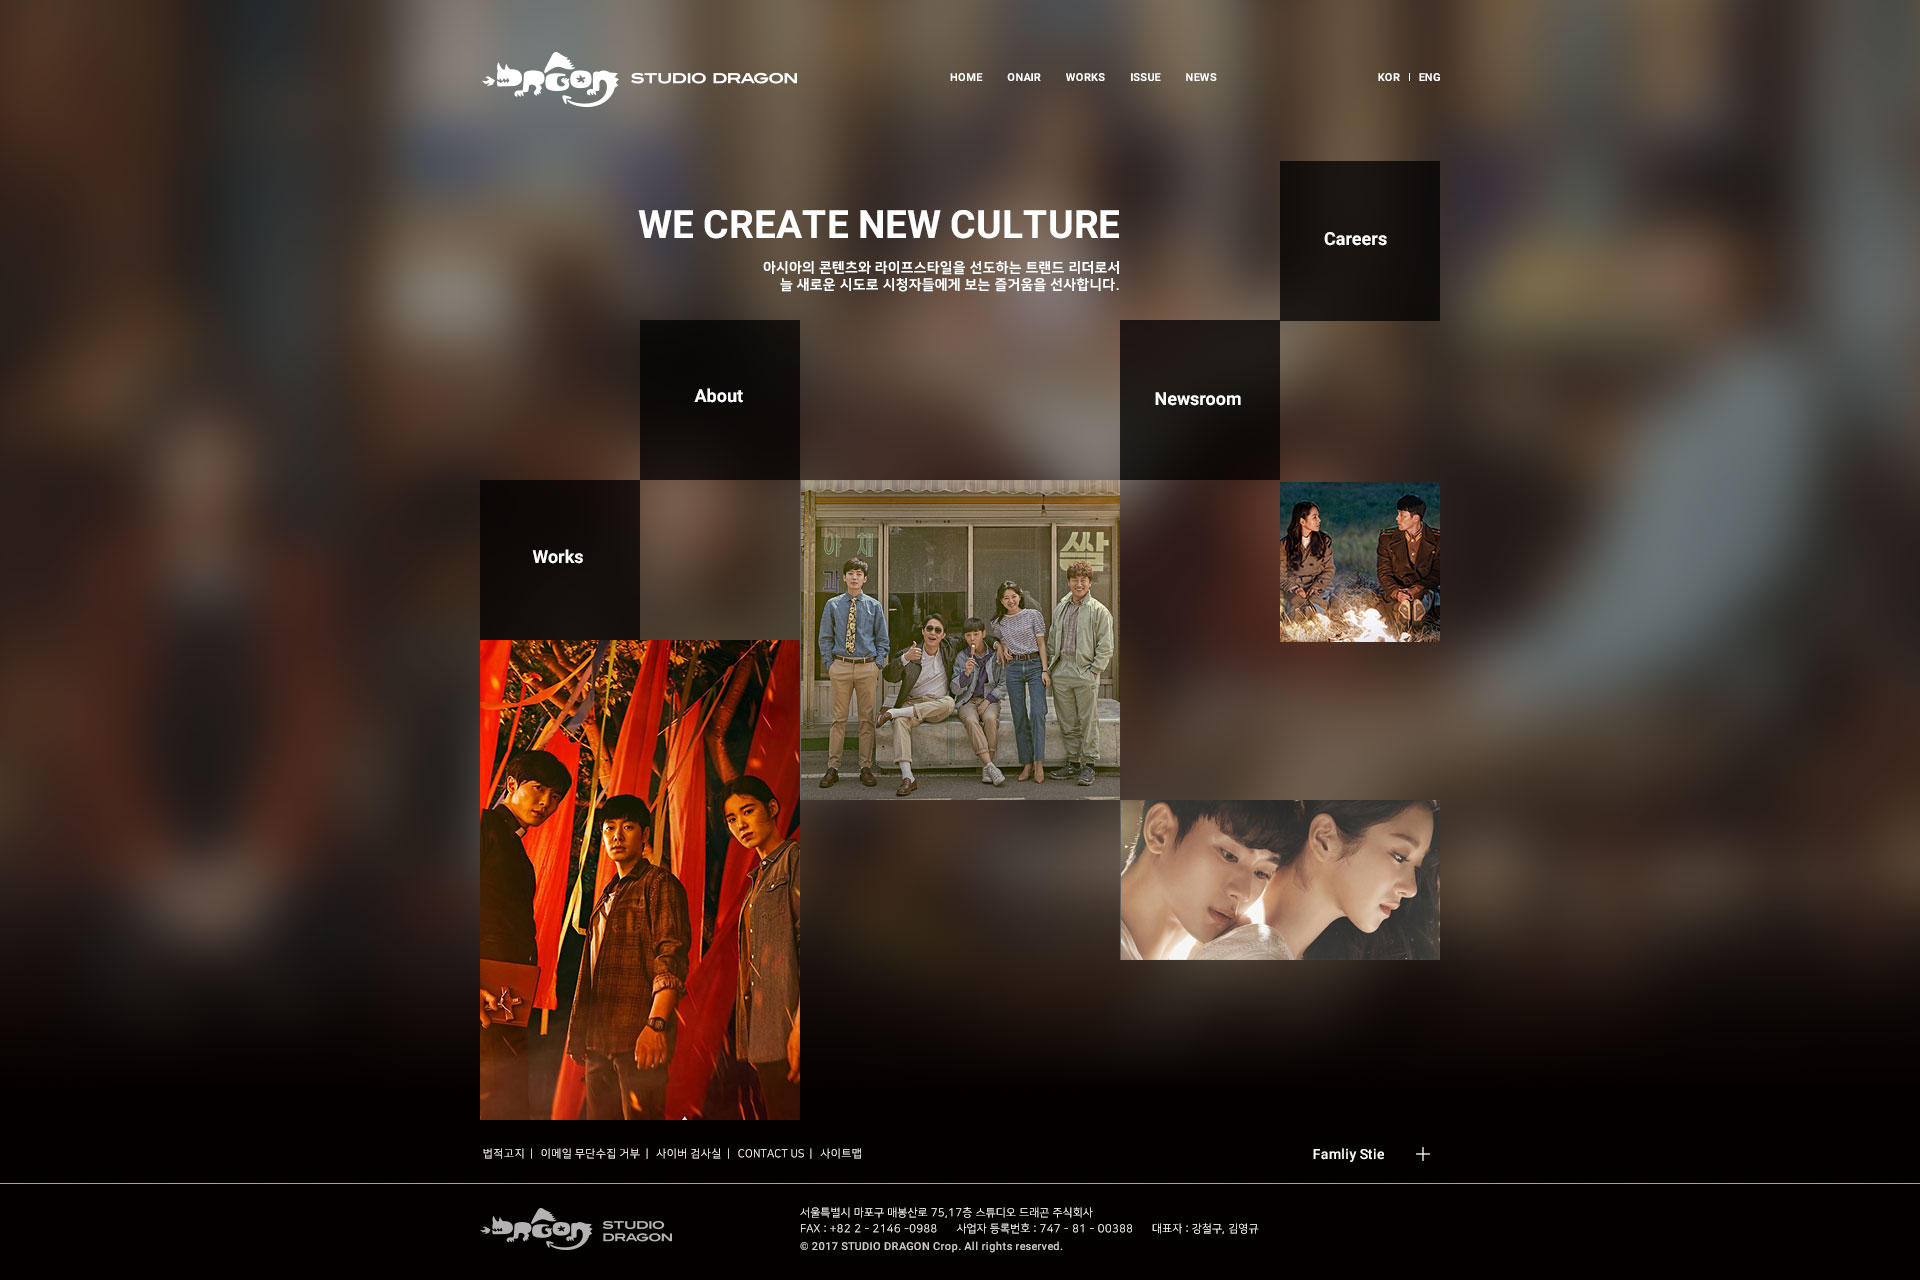 DRAGON STUDIO DRAGON
HOME ONAIR WORKS ISSUE NEWS
KOR | ENG
WE CREATE NEW CULTURE
아시아의 콘텐츠와 라이프스타일을 선도하는 트랜드 리더로서
늘 새로운 시도로 시청자들에게 보는 즐거움을 선사합니다.
Careers
About
Newsroom
Works
야채
과
쌀
법적고지 | 이메일 무단수집 거부 | 사이버 검사실 | CONTACT US | 사이트맵
Famliy Stie +
DRAGON STUDIO
DRAGON
서울특별시 마포구 매봉산로 75,17층 스튜디오 드래곤 주식회사
FAX : +82 2 - 2146 -0988 사업자 등록번호 : 747 - 81 - 00388 대표자 : 강철구, 김영규
© 2017 STUDIO DRAGON Crop. All rights reserved.